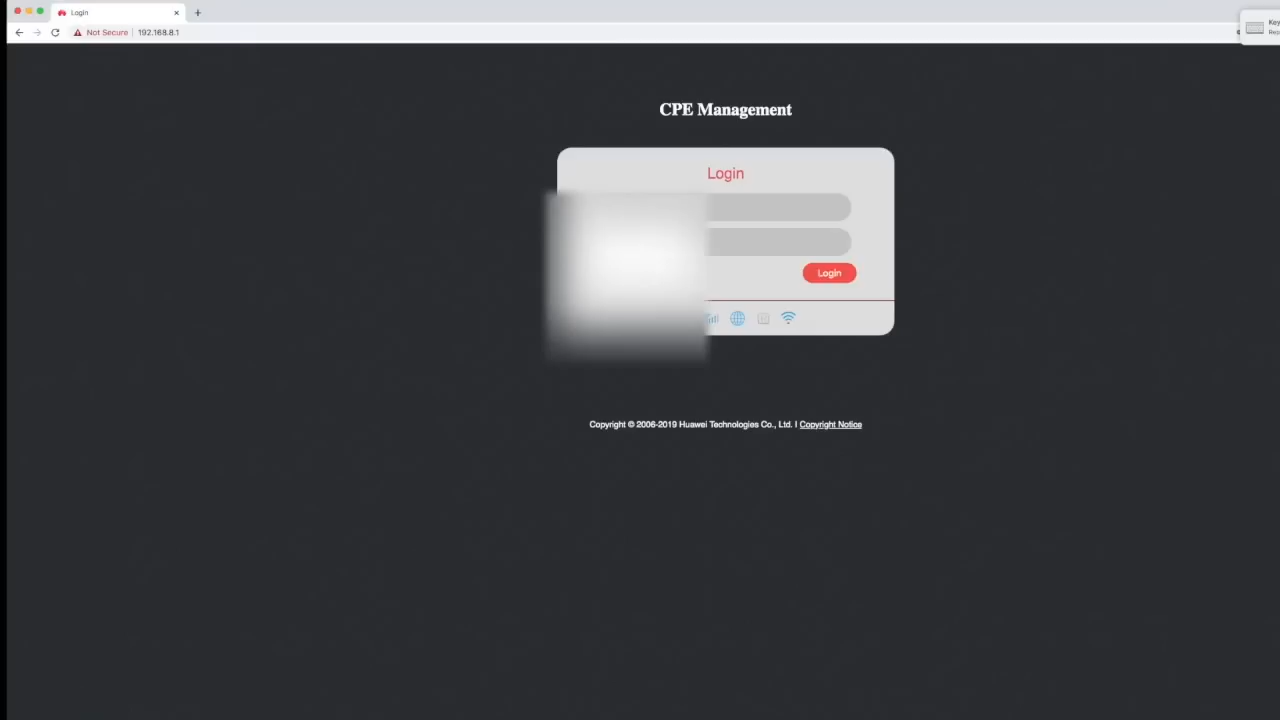 Login
Not Secure | 192.168.8.1
Key
CPE Management
Login
Login
Copyright © 2006-2019 Huawei Technologies Co., Ltd. | Copyright Notice